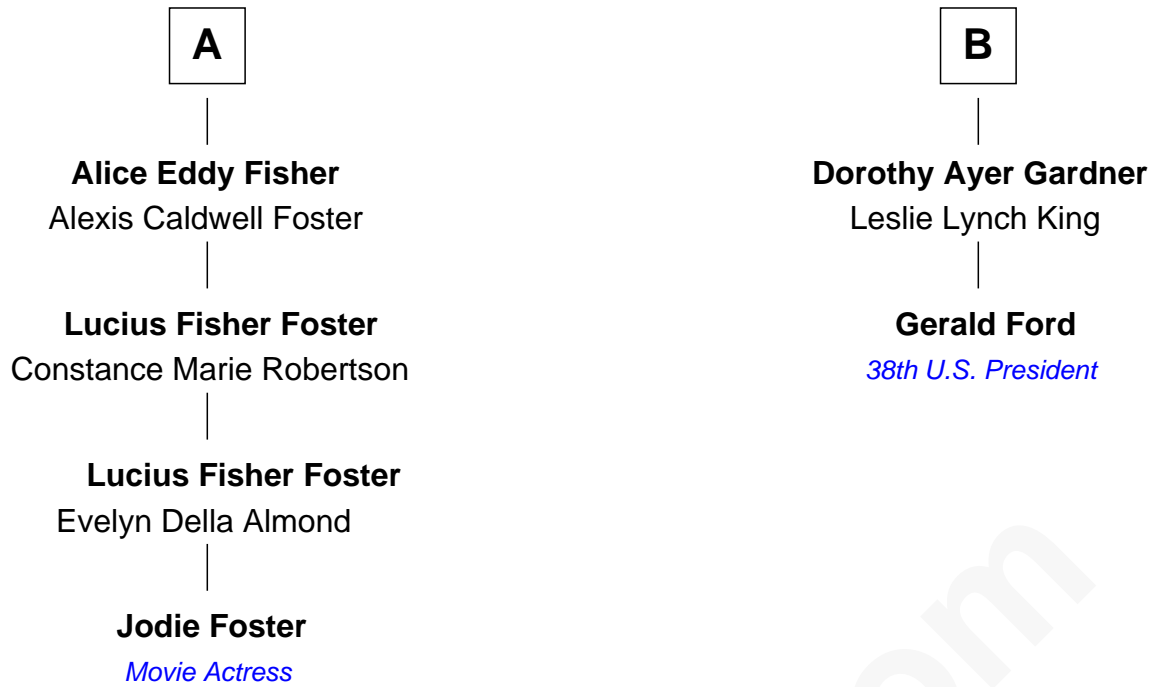 A
Alice Eddy Fisher
Alexis Caldwell Foster
Lucius Fisher Foster
Constance Marie Robertson
Lucius Fisher Foster
Evelyn Della Almond
Jodie Foster
Movie Actress
B
Dorothy Ayer Gardner
Leslie Lynch King
Gerald Ford
38th U.S. President
om